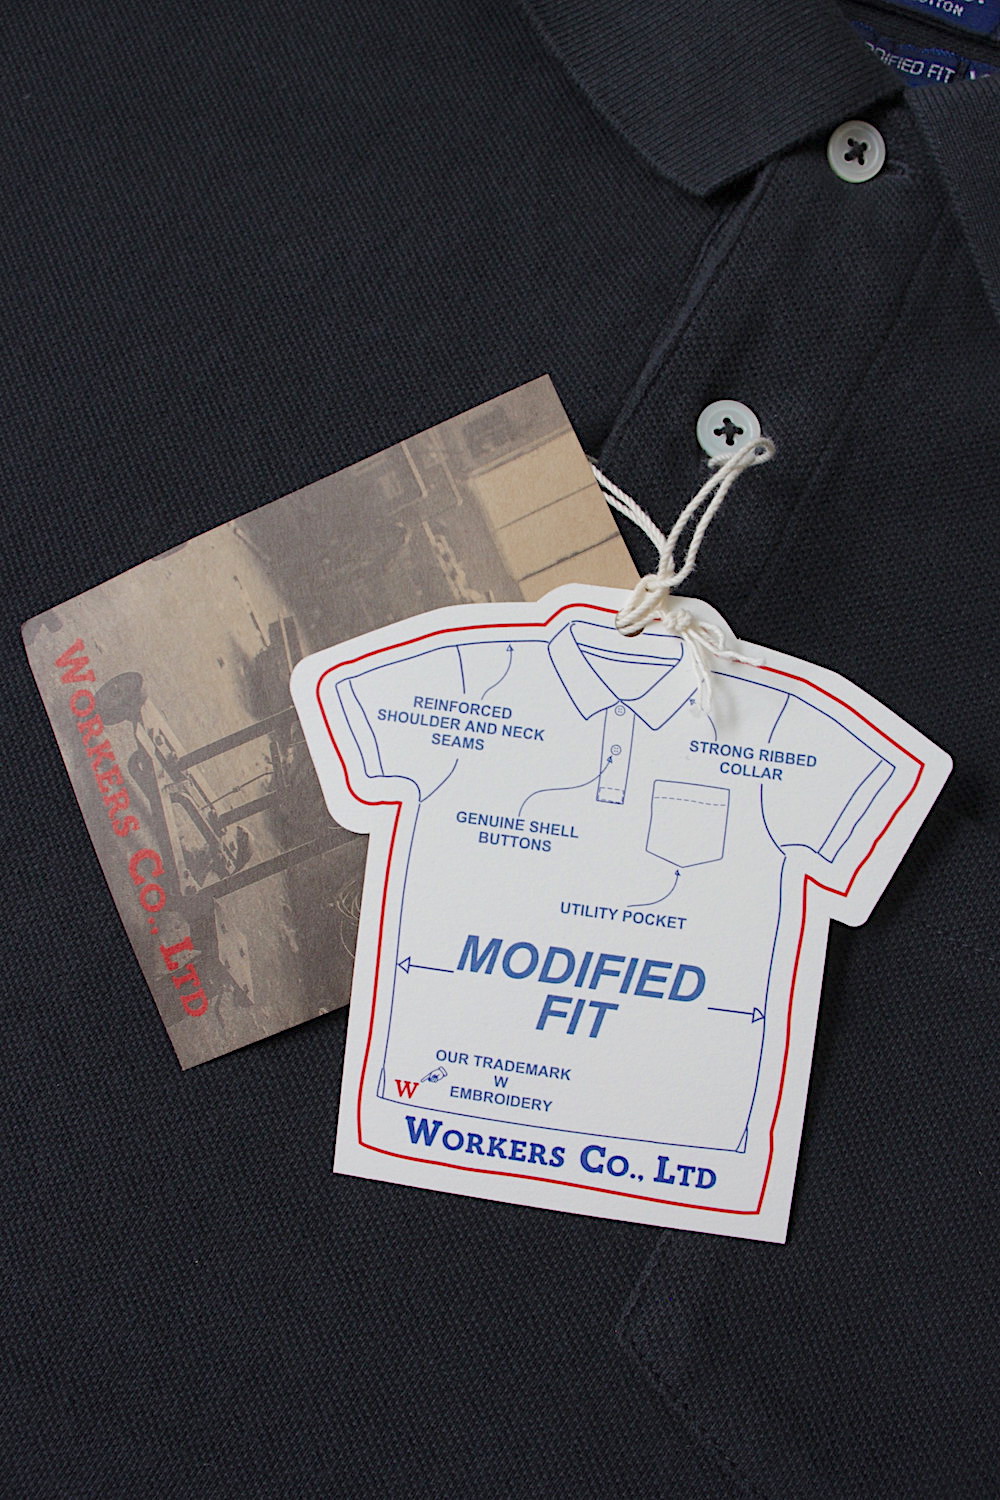 FIT
WORKERS CO., LTD
REINFORCED
SHOULDER AND NECK
SEAMS
STRONG RIBBED
COLLAR
GENUINE SHELL
BUTTONS
UTILITY POCKET
MODIFIED
FIT
OUR TRADEMARK
W
EMBROIDERY
W
WORKERS CO., LTD